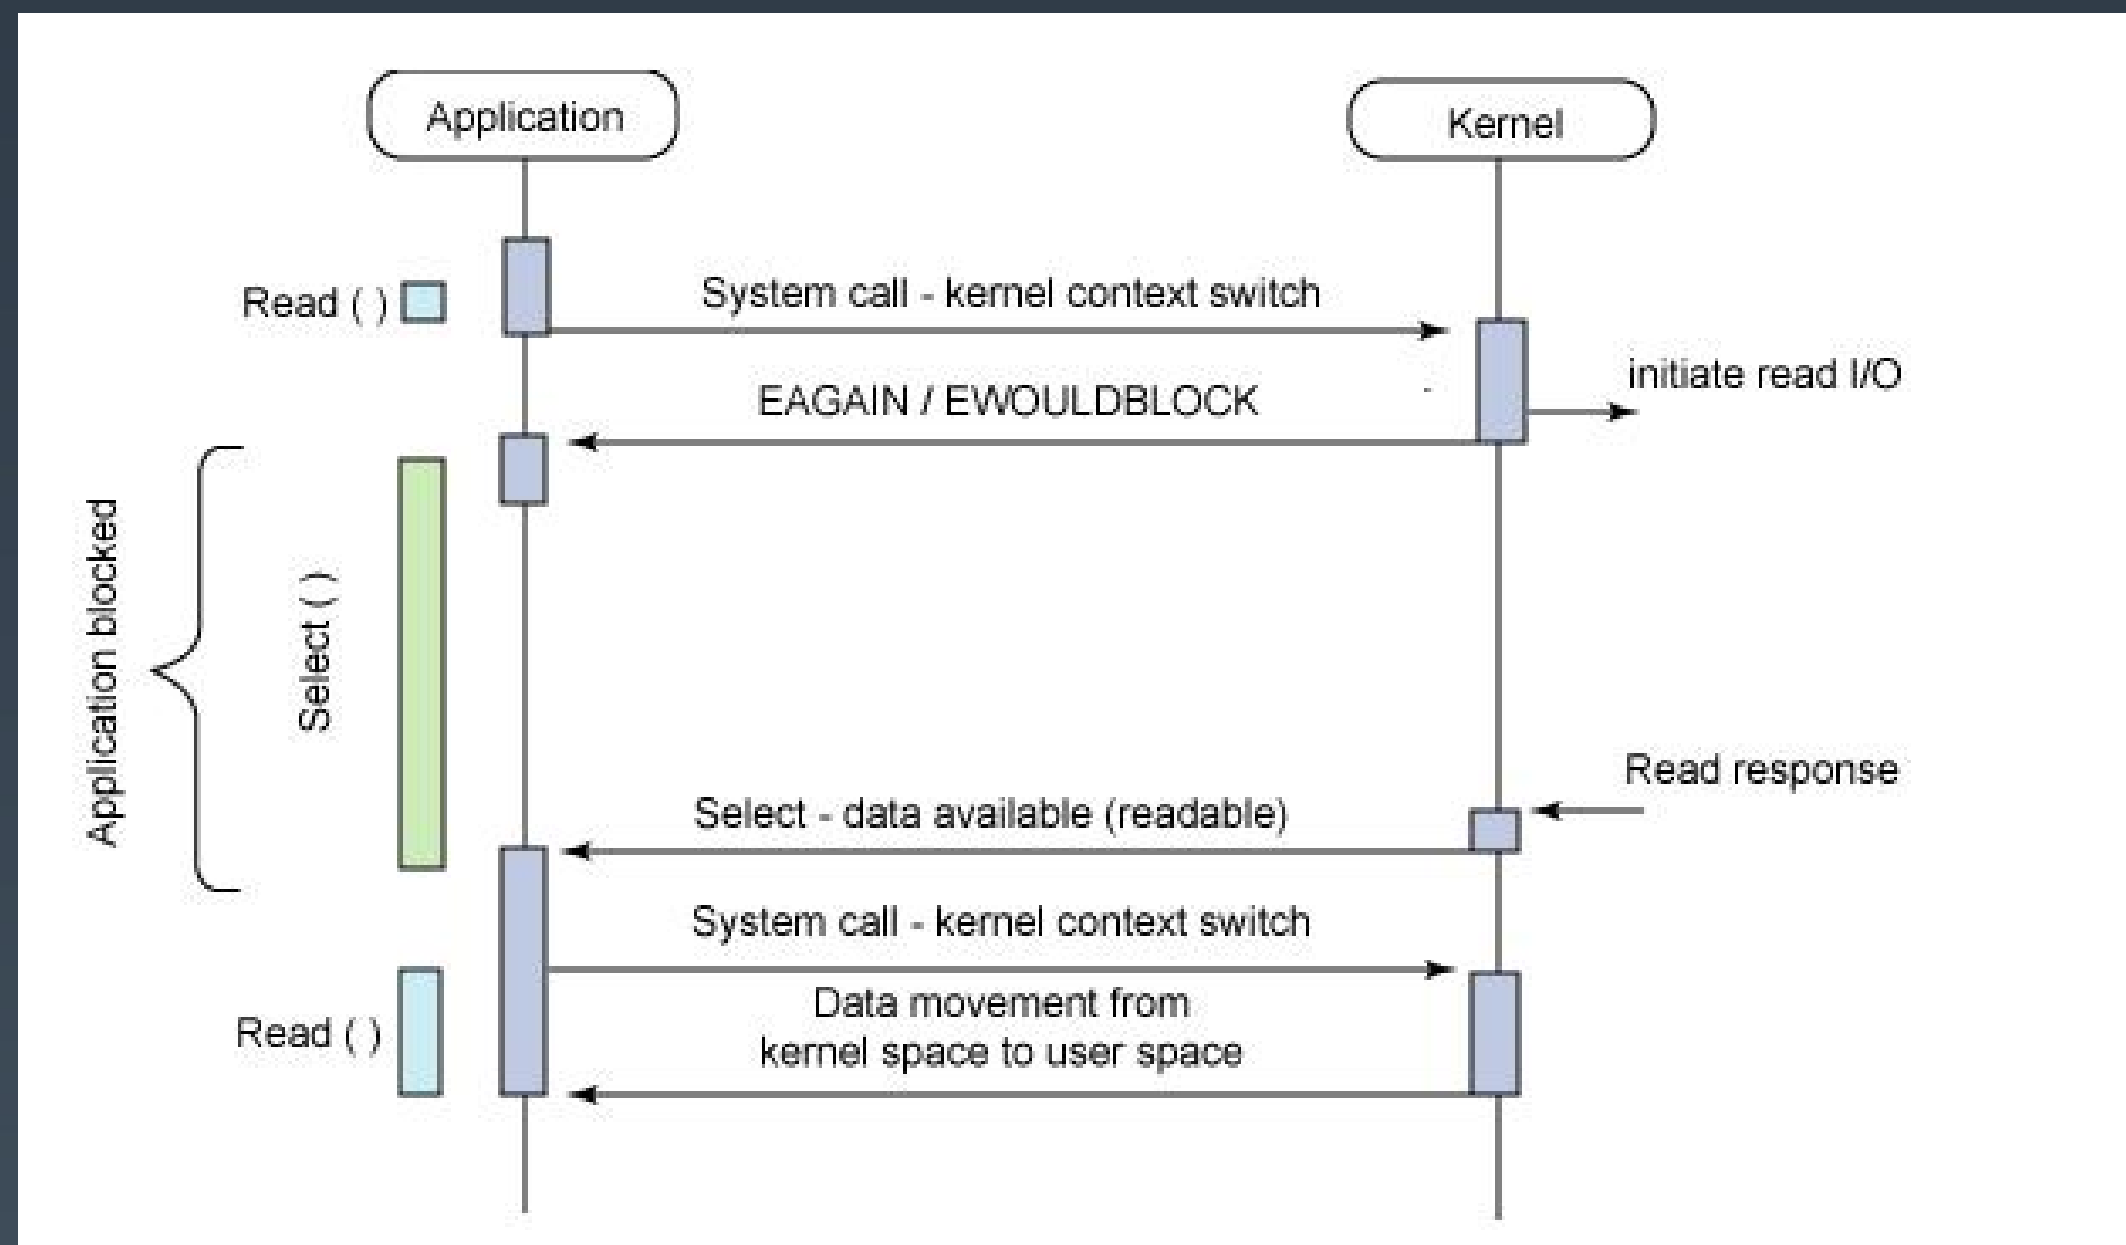 Application
Kernel
Read ( )
System call - kernel context switch
initiate read I/O
EAGAIN / EWOULDBLOCK
Application blocked
Select ( )
Read response
Select - data available (readable)
System call - kernel context switch
Read ( )
Data movement from
kernel space to user space